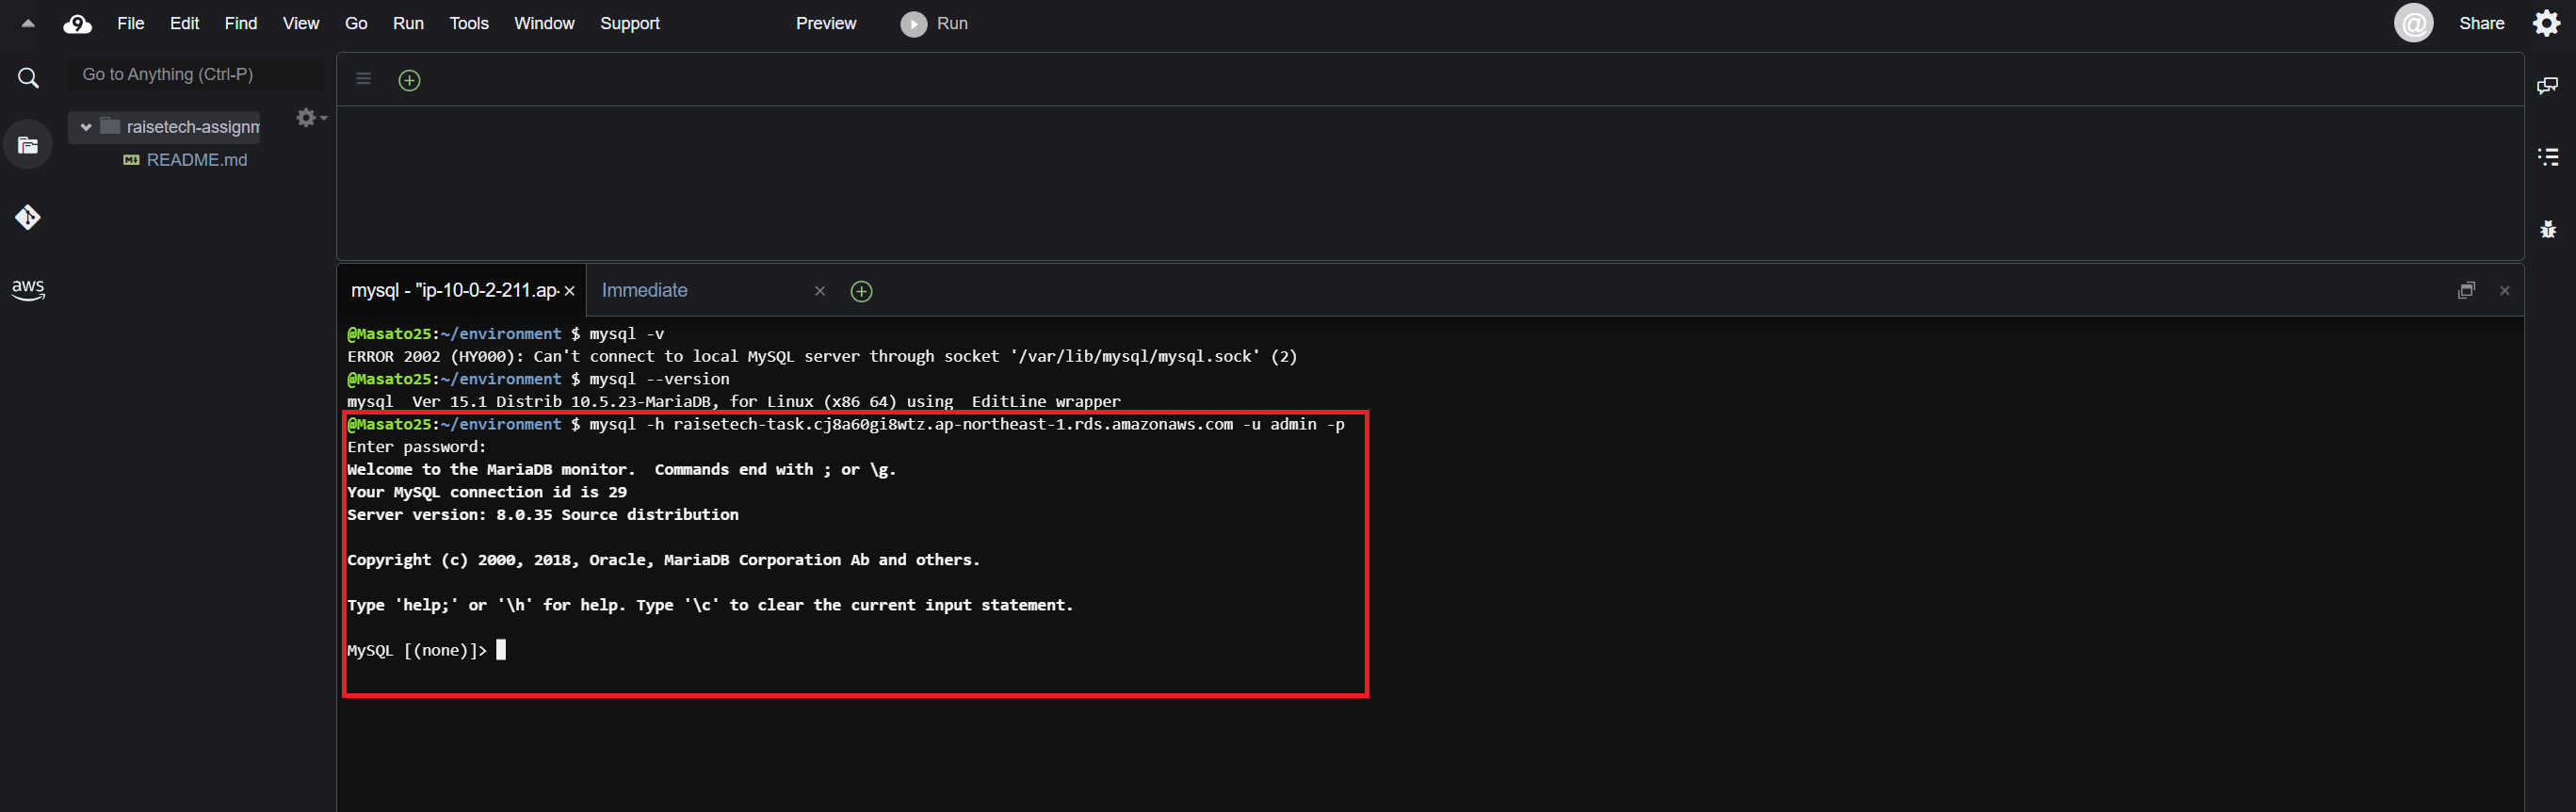 9 File Edit Find View Go Run Tools Window Support Preview Run @ Share
Go to Anything (Ctrl-P)
raisetech-assignm
README.md
aws
mysql - "ip-10-0-2-211.ap- Immediate
@Masato25:~/environment $ mysql -v
ERROR 2002 (HY000): Can't connect to local MySQL server through socket '/var/lib/mysql/mysql.sock' (2)
@Masato25:~/environment $ mysql --version
mysql  Ver 15.1 Distrib 10.5.23-MariaDB, for Linux (x86_64) using  EditLine wrapper
@Masato25:~/environment $ mysql -h raisetech-task.cj8a60gi8wtz.ap-northeast-1.rds.amazonaws.com -u admin -p
Enter password:
Welcome to the MariaDB monitor.  Commands end with ; or \g.
Your MySQL connection id is 29
Server version: 8.0.35 Source distribution
Copyright (c) 2000, 2018, Oracle, MariaDB Corporation Ab and others.
Type 'help;' or '\h' for help. Type '\c' to clear the current input statement.
MySQL [(none)]>